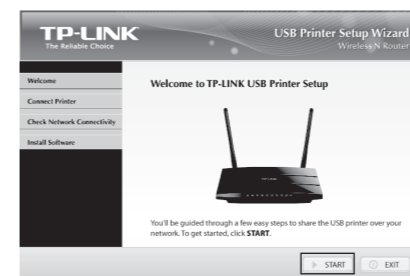 TP-LINK
The Reliable Choice
USB Printer Setup Wizard
Wireless N Router
Welcome
Connect Printer
Check Network Connectivity
Install Software
Welcome to TP-LINK USB Printer Setup
You'll be guided through a few easy steps to share the USB printer over your
network. To get started, click START.
START
EXIT